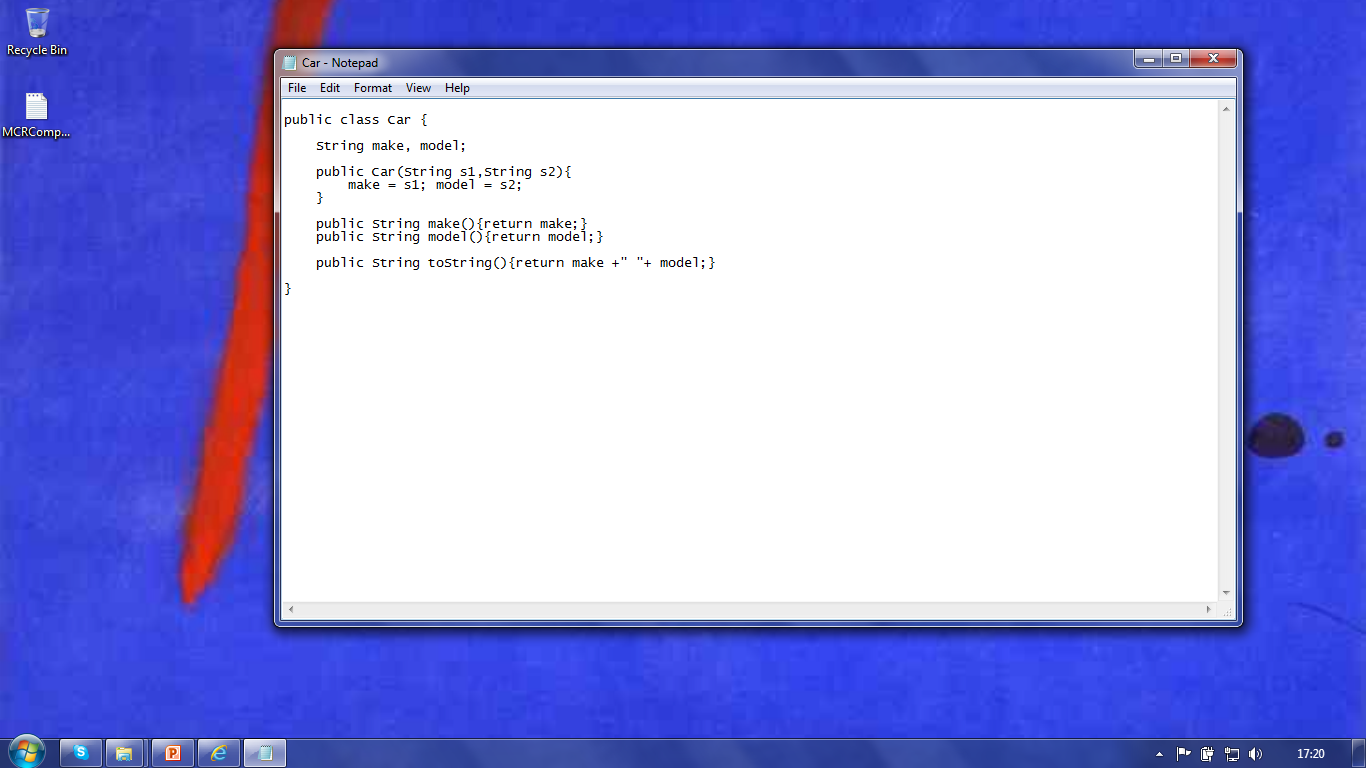 Recycle Bin
MCRComp...
Car - Notepad
File Edit Format View Help
public class Car {
String make, model;
public Car(String s1,String s2){
make = s1; model = s2;
}
public String make(){return make;}
public String model(){return model;}
public String toString(){return make +" "+ model;}
}
17:20